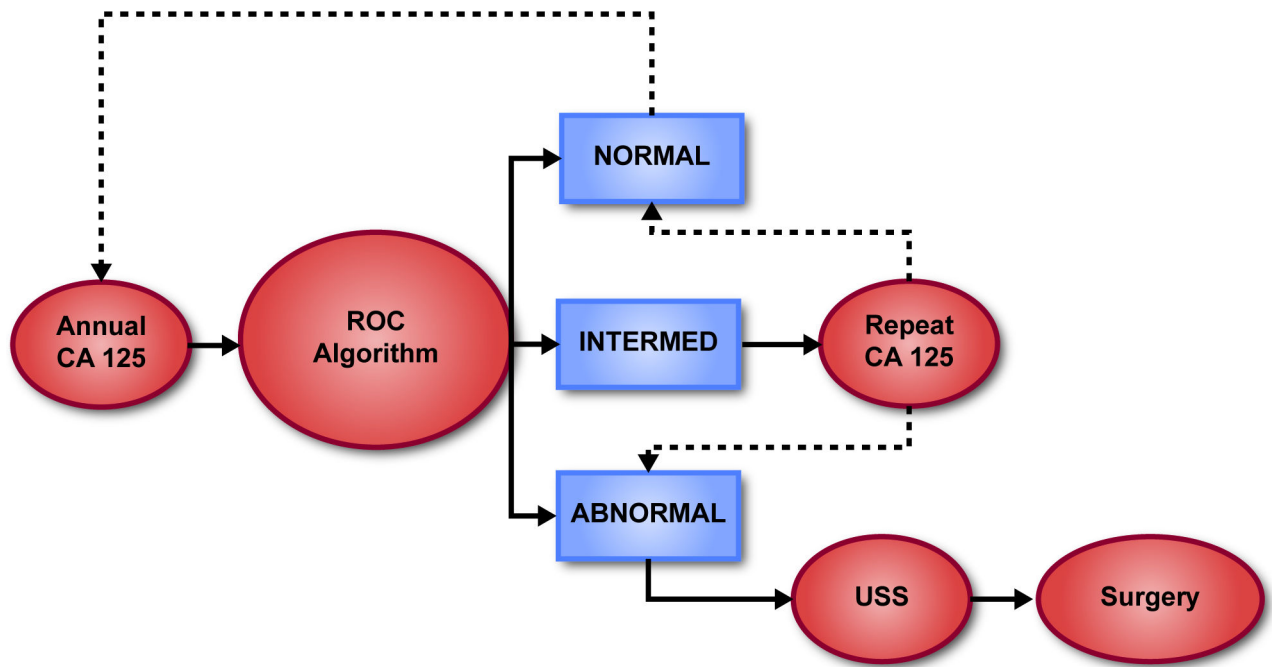 NORMAL
Annual
CA 125
ROC
Algorithm
INTERMED
Repeat
CA 125
ABNORMAL
USS
Surgery